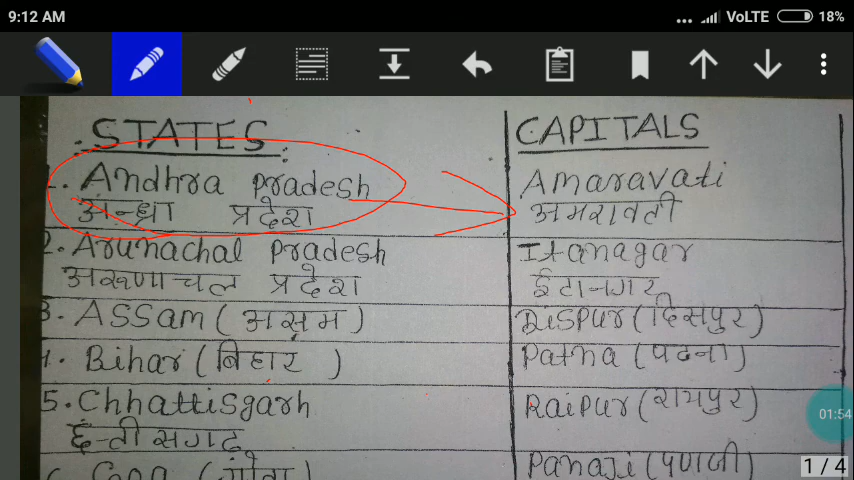 9:12 AM VoLTE 18%
STATES CAPITALS
1. Andhra Pradesh Amaravati
अन्ध्रा प्रदेश अमरावती
2. Arunachal Pradesh Itanagar
अरूणाचल प्रदेश ईटानगर
3. ASSam (असम) DiSpur (दिसपुर)
4. Bihar (बिहार) Patna (पटना)
5. Chhattisgarh Raipur (रायपुर)
छतीसगढ़
01:54
Goa (गोवा) Panaji (पणजी)
1/4